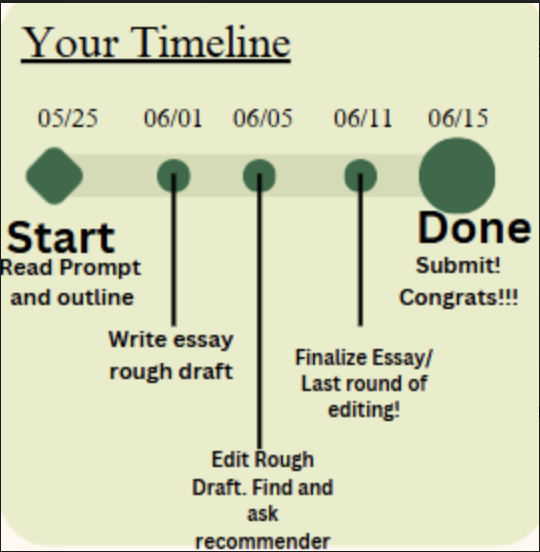 Your Timeline
05/25 06/01 06/05 06/11 06/15
Start
Read Prompt
and outline
Write essay
rough draft
Edit Rough
Draft. Find and
ask
recommender
Finalize Essay/
Last round of
editing!
Done
Submit!
Congrats!!!